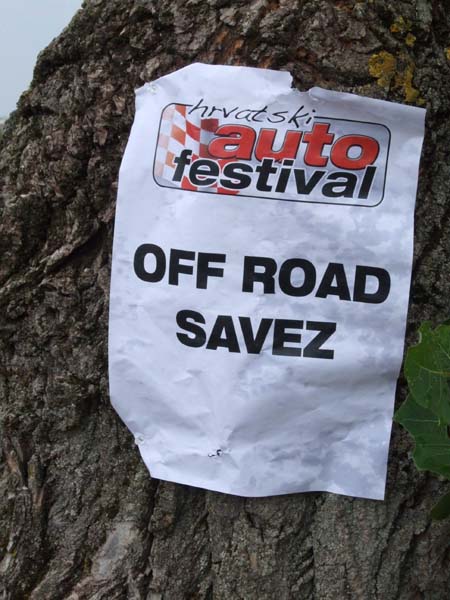 hrvatski
auto
festival
OFF ROAD
SAVEZ